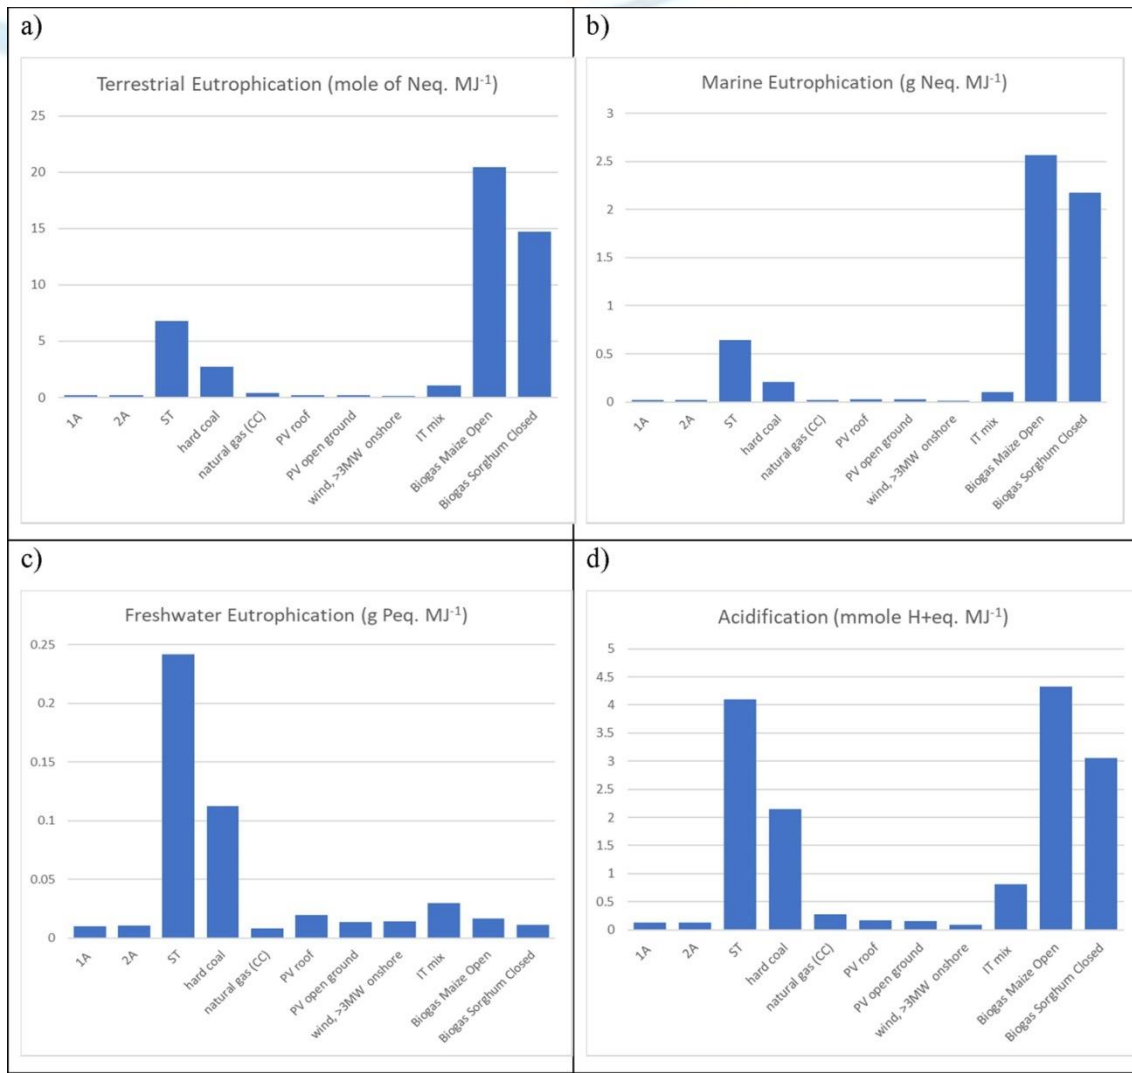 a)
Terrestrial Eutrophication (mole of Neq. MJ⁻¹)
25
20
15
10
5
0
1A
2A
ST
hard coal
natural gas (CC)
PV roof
PV open ground
wind, >3MW onshore
IT mix
Biogas Maize Open
Biogas Sorghum Closed
b)
Marine Eutrophication (g Neq. MJ⁻¹)
3
2.5
2
1.5
1
0.5
0
1A
2A
ST
hard coal
natural gas (CC)
PV roof
PV open ground
wind, >3MW onshore
IT mix
Biogas Maize Open
Biogas Sorghum Closed
c)
Freshwater Eutrophication (g Peq. MJ⁻¹)
0.25
0.2
0.15
0.1
0.05
0
1A
2A
ST
hard coal
natural gas (CC)
PV roof
PV open ground
wind, >3MW onshore
IT mix
Biogas Maize Open
Biogas Sorghum Closed
d)
Acidification (mmole H+eq. MJ⁻¹)
5
4.5
4
3.5
3
2.5
2
1.5
1
0.5
0
1A
2A
ST
hard coal
natural gas (CC)
PV roof
PV open ground
wind, >3MW onshore
IT mix
Biogas Maize Open
Biogas Sorghum Closed